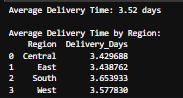 Average Delivery Time: 3.52 days
Average Delivery Time by Region:
Region Delivery_Days
0 Central 3.429688
1 East 3.438762
2 South 3.653933
3 West 3.577830